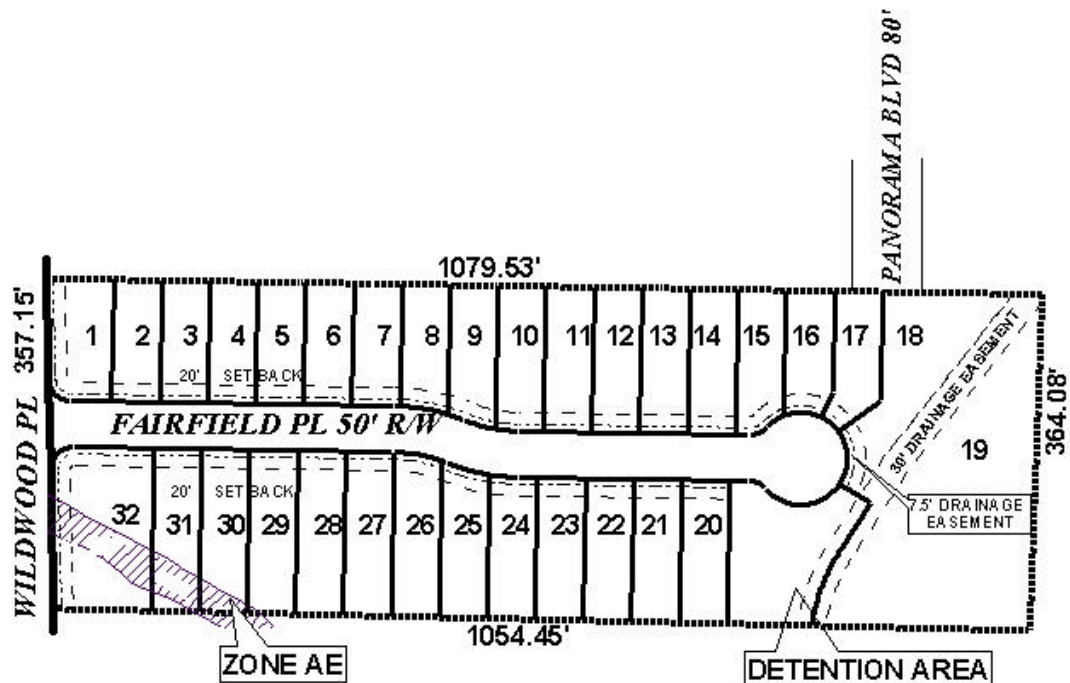 PANORAMA BLVD 80'
1079.53'
357.15'
WILDWOOD PL
1 2 3 4 5 6 7 8 9 10 11 12 13 14 15 16 17 18
20' SET BACK
FAIRFIELD PL 50' R/W
30' DRAINAGE EASEMENT
19
364.08'
7.5' DRAINAGE
EASEMENT
20' SET BACK
32 31 30 29 28 27 26 25 24 23 22 21 20
1054.45'
ZONE AE
DETENTION AREA